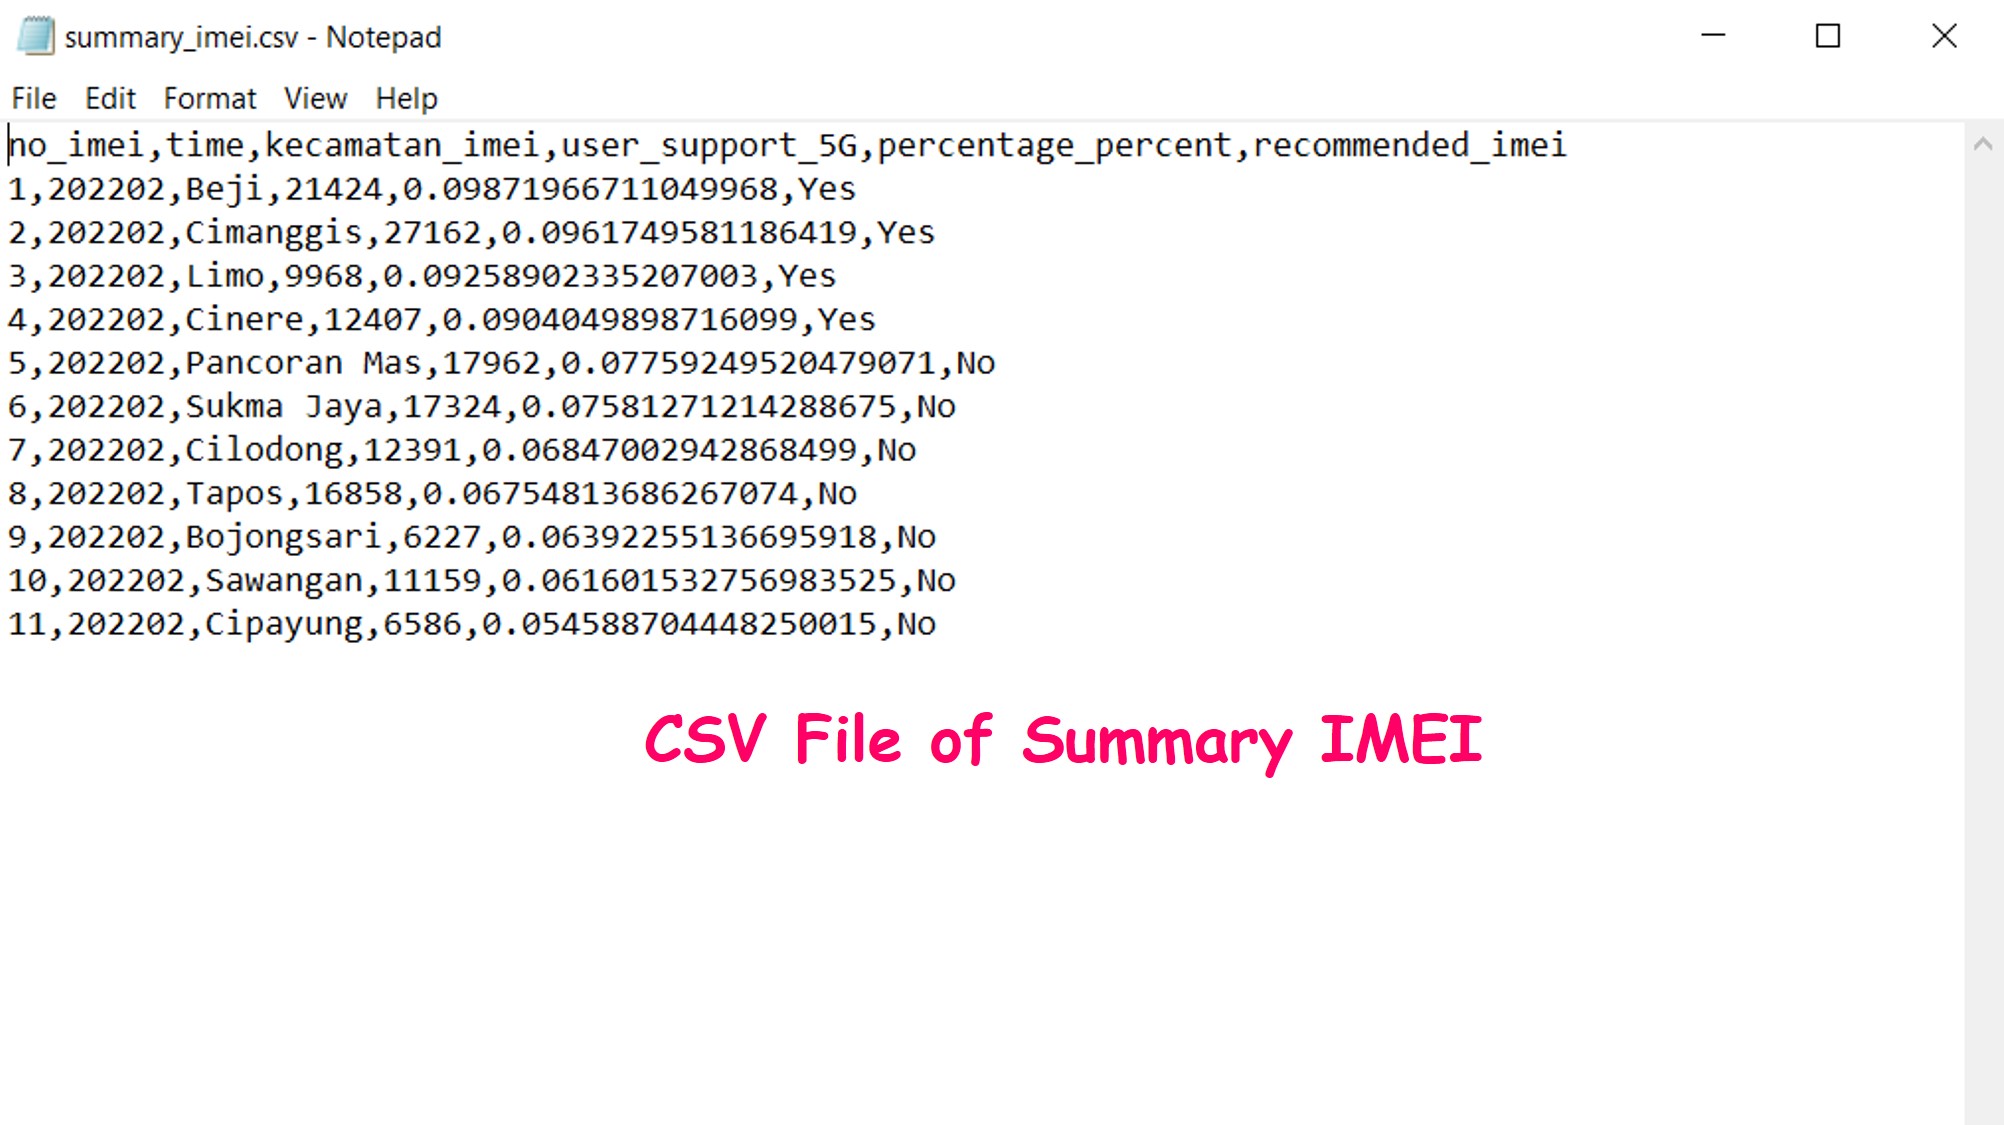 summary_imei.csv - Notepad
File Edit Format View Help
no_imei,time,kecamatan_imei,user_support_5G,percentage_percent,recommended_imei
1,202202,Beji,21424,0.09871966711049968,Yes
2,202202,Cimanggis,27162,0.0961749581186419,Yes
3,202202,Limo,9968,0.09258902335207003,Yes
4,202202,Cinere,12407,0.0904049898716099,Yes
5,202202,Pancoran Mas,17962,0.07759249520479071,No
6,202202,Sukma Jaya,17324,0.07581271214288675,No
7,202202,Cilodong,12391,0.06847002942868499,No
8,202202,Tapos,16858,0.06754813686267074,No
9,202202,Bojongsari,6227,0.06392255136695918,No
10,202202,Sawangan,11159,0.061601532756983525,No
11,202202,Cipayung,6586,0.054588704448250015,No
CSV File of Summary IMEI